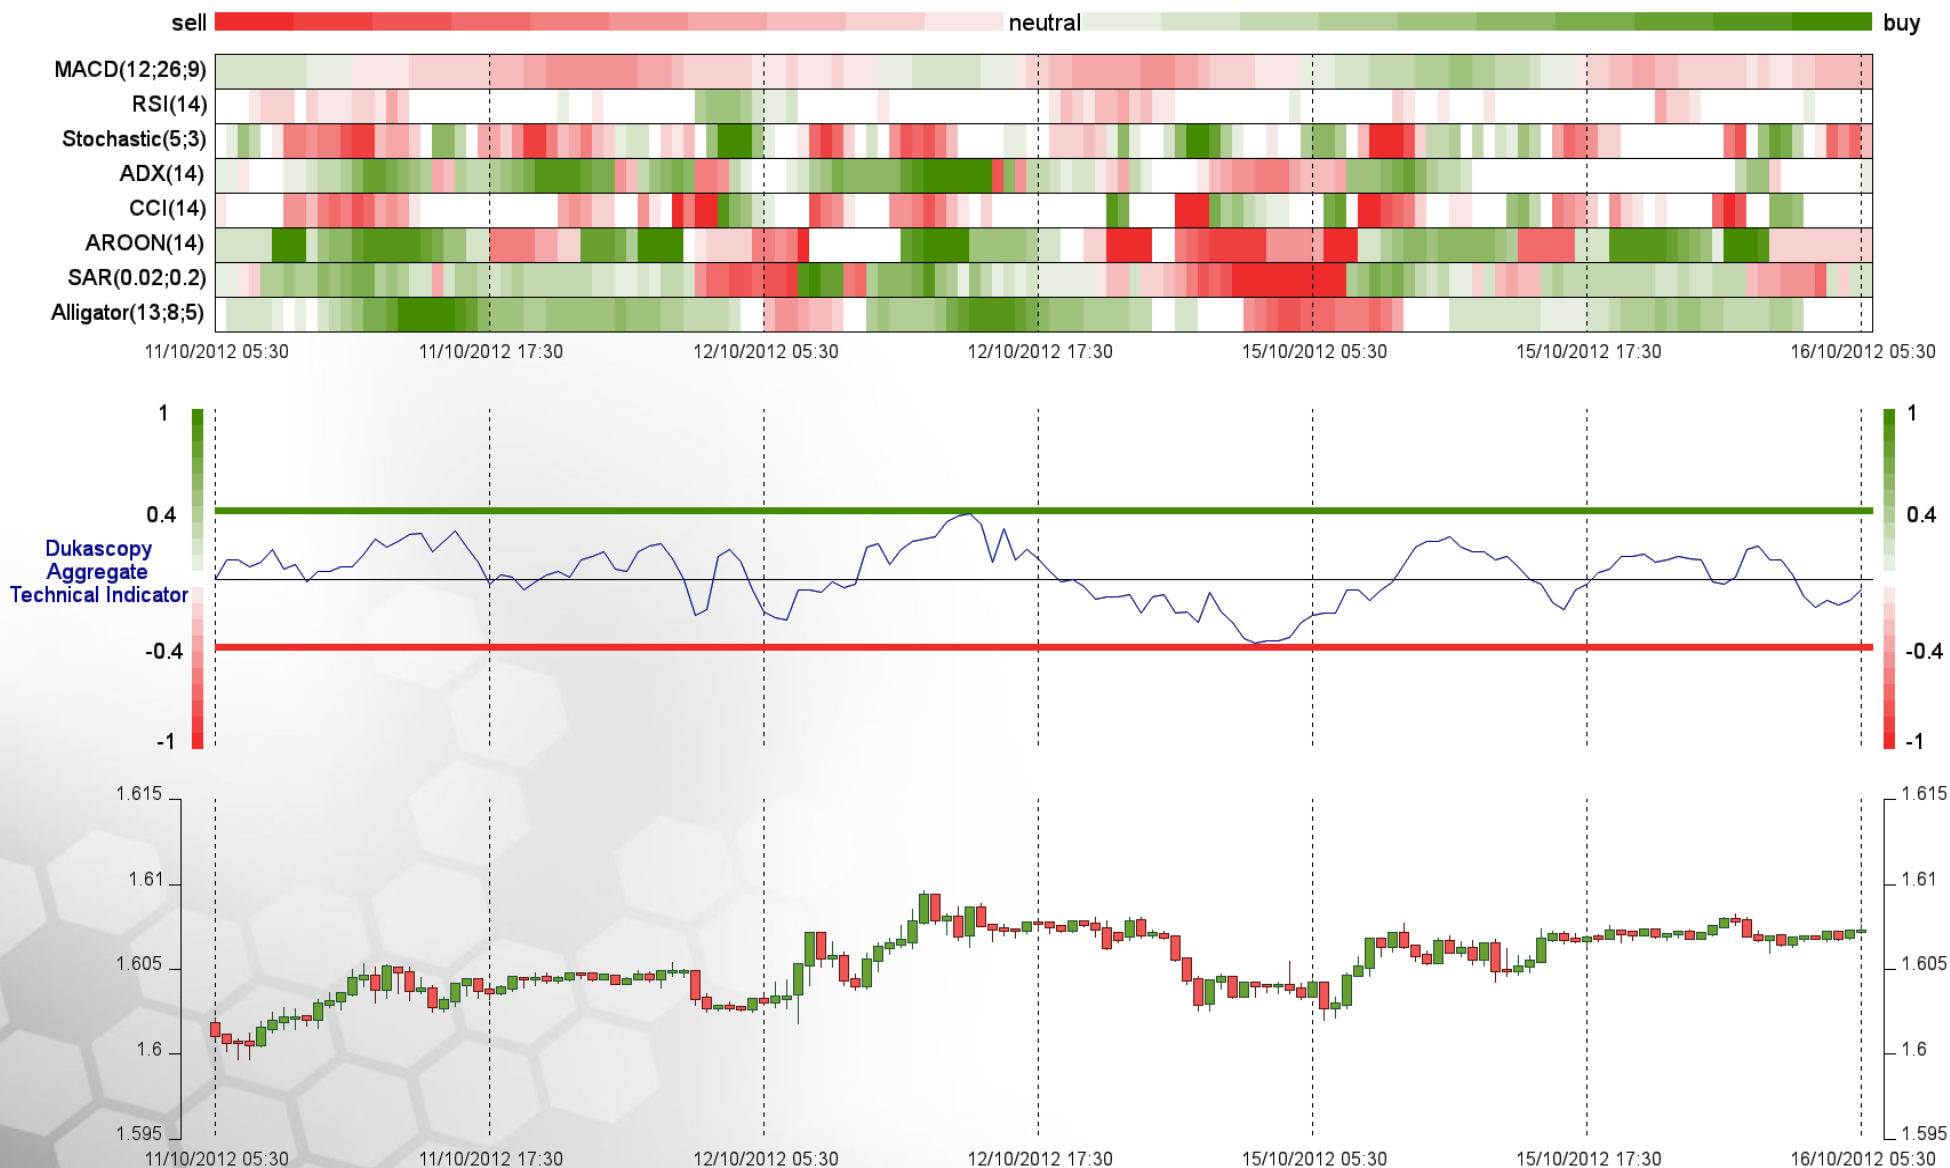 sell neutral buy
MACD(12;26;9)
RSI(14)
Stochastic(5;3)
ADX(14)
CCI(14)
AROON(14)
SAR(0.02;0.2)
Alligator(13;8;5)
11/10/2012 05:30 11/10/2012 17:30 12/10/2012 05:30 12/10/2012 17:30 15/10/2012 05:30 15/10/2012 17:30 16/10/2012 05:30
1 1
0.4 0.4
Dukascopy
Aggregate
Technical Indicator
-0.4 -0.4
-1 -1
1.615 1.615
1.61 1.61
1.605 1.605
1.6 1.6
1.595 1.595
11/10/2012 05:30 11/10/2012 17:30 12/10/2012 05:30 12/10/2012 17:30 15/10/2012 05:30 15/10/2012 17:30 16/10/2012 05:30